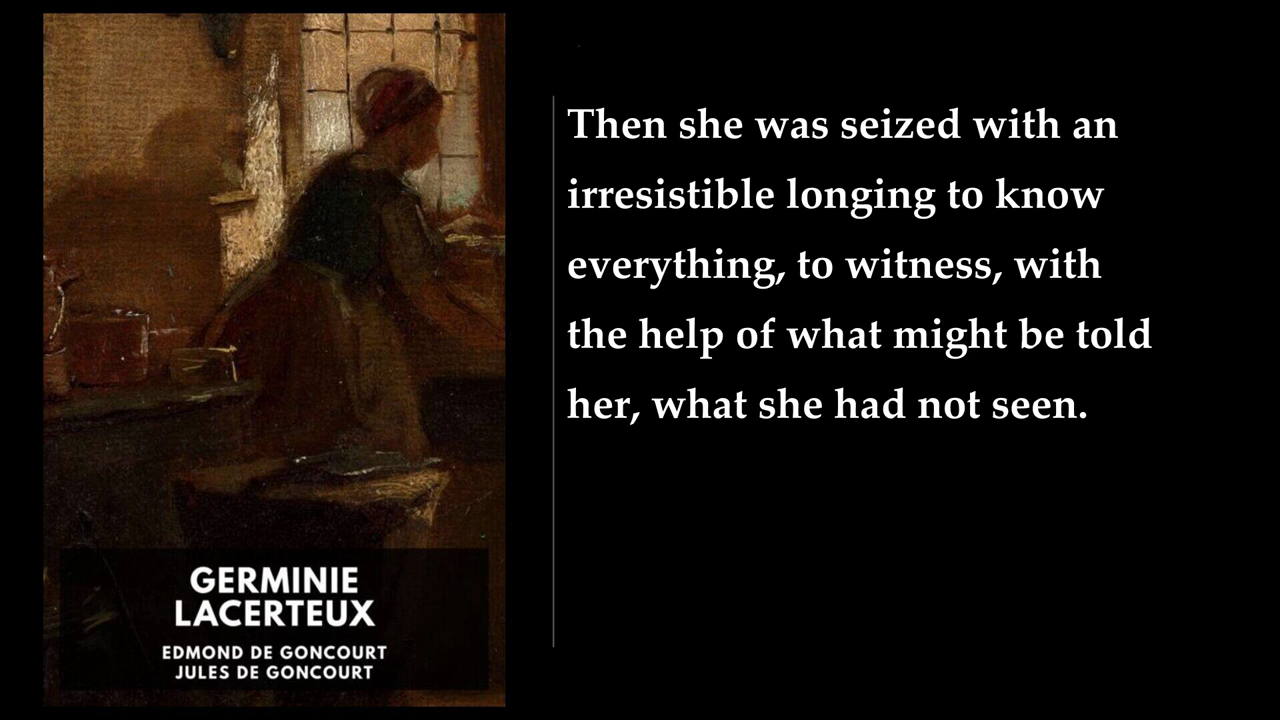 GERMINIE
LACERTEUX
EDMOND DE GONCOURT
JULES DE GONCOURT
Then she was seized with an
irresistible longing to know
everything, to witness, with
the help of what might be told
her, what she had not seen.